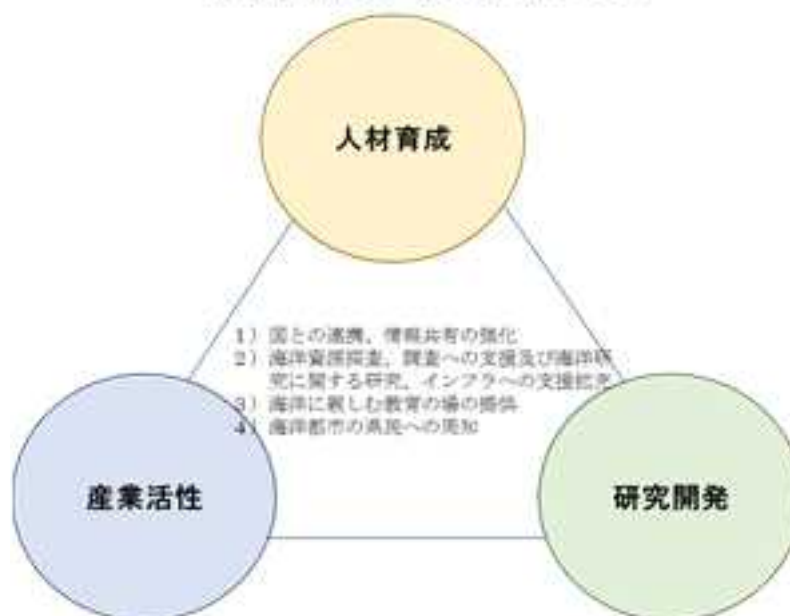 人材育成
1）国との連携、情報共有の強化
2）海洋資源探査、調査への支援及び海洋研
究に関する研究、インフラへの支援拡充
3）海洋に親しむ教育の場の提供
4）海洋都市の県民への周知
産業活性
研究開発